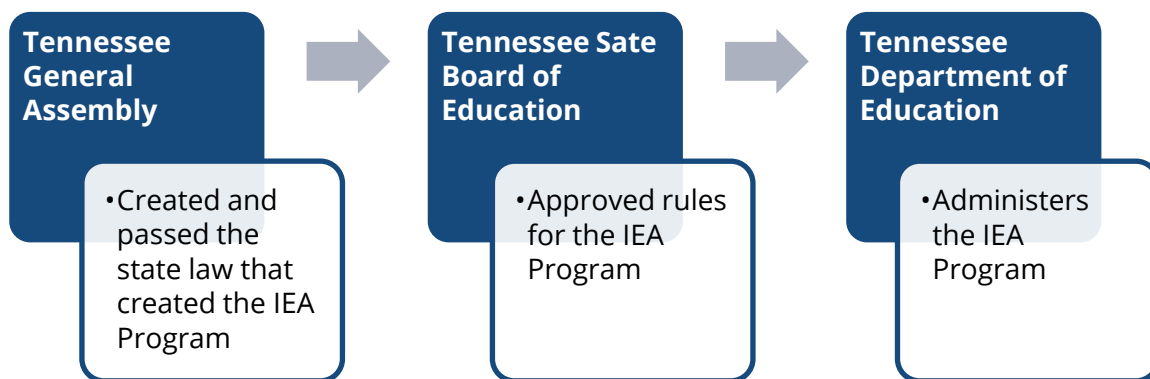 Tennessee
General
Assembly
•Created and
passed the
state law that
created the IEA
Program
Tennessee Sate
Board of
Education
•Approved rules
for the IEA
Program
Tennessee
Department of
Education
•Administers
the IEA
Program